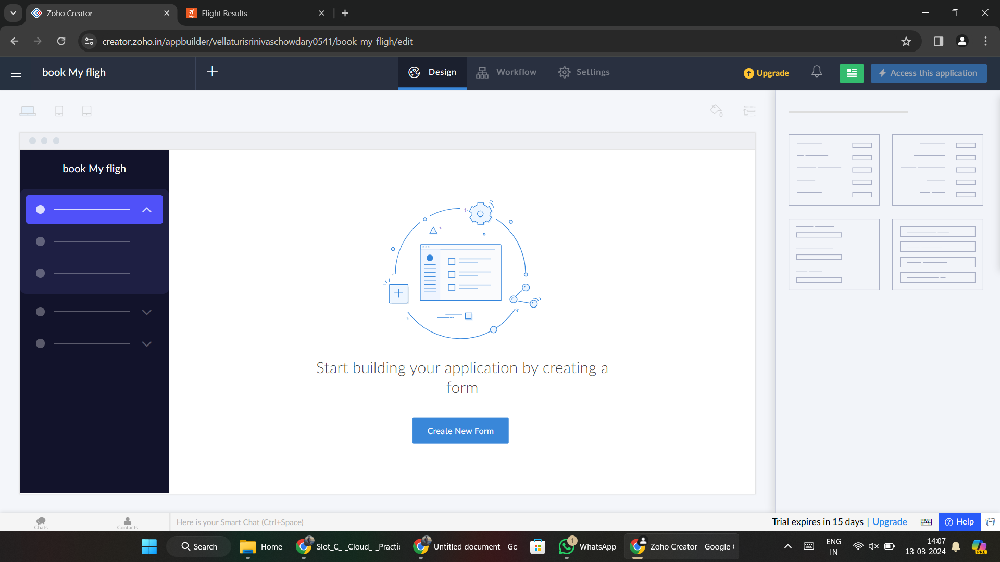 Zoho Creator
Flight Results
creator.zoho.in/appbuilder/vellaturisrinivaschowdary0541/book-my-fligh/edit
book My fligh
Design
Workflow
Settings
Upgrade
Access this application
book My fligh
Start building your application by creating a
form
Create New Form
Chats
Contacts
Here is your Smart Chat (Ctrl+Space)
Trial expires in 15 days | Upgrade
Help
Search
Home
Slot_C_-_Cloud_-_Practic
Untitled document - Go
1
WhatsApp
Zoho Creator - Google
ENG
IN
14:07
13-03-2024
PRE